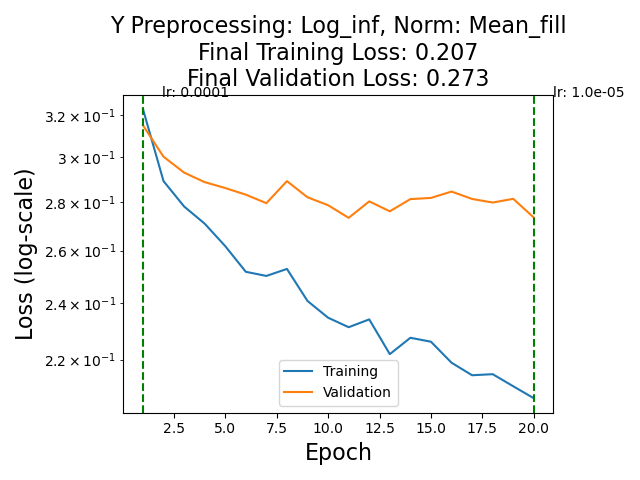 Y Preprocessing: Log_inf, Norm: Mean_fill
Final Training Loss: 0.207
Final Validation Loss: 0.273
lr: 0.0001
lr: 1.0e-05
3.2 × 10⁻¹
3 × 10⁻¹
2.8 × 10⁻¹
2.6 × 10⁻¹
2.4 × 10⁻¹
2.2 × 10⁻¹
Loss (log-scale)
Training
Validation
2.5 5.0 7.5 10.0 12.5 15.0 17.5 20.0
Epoch